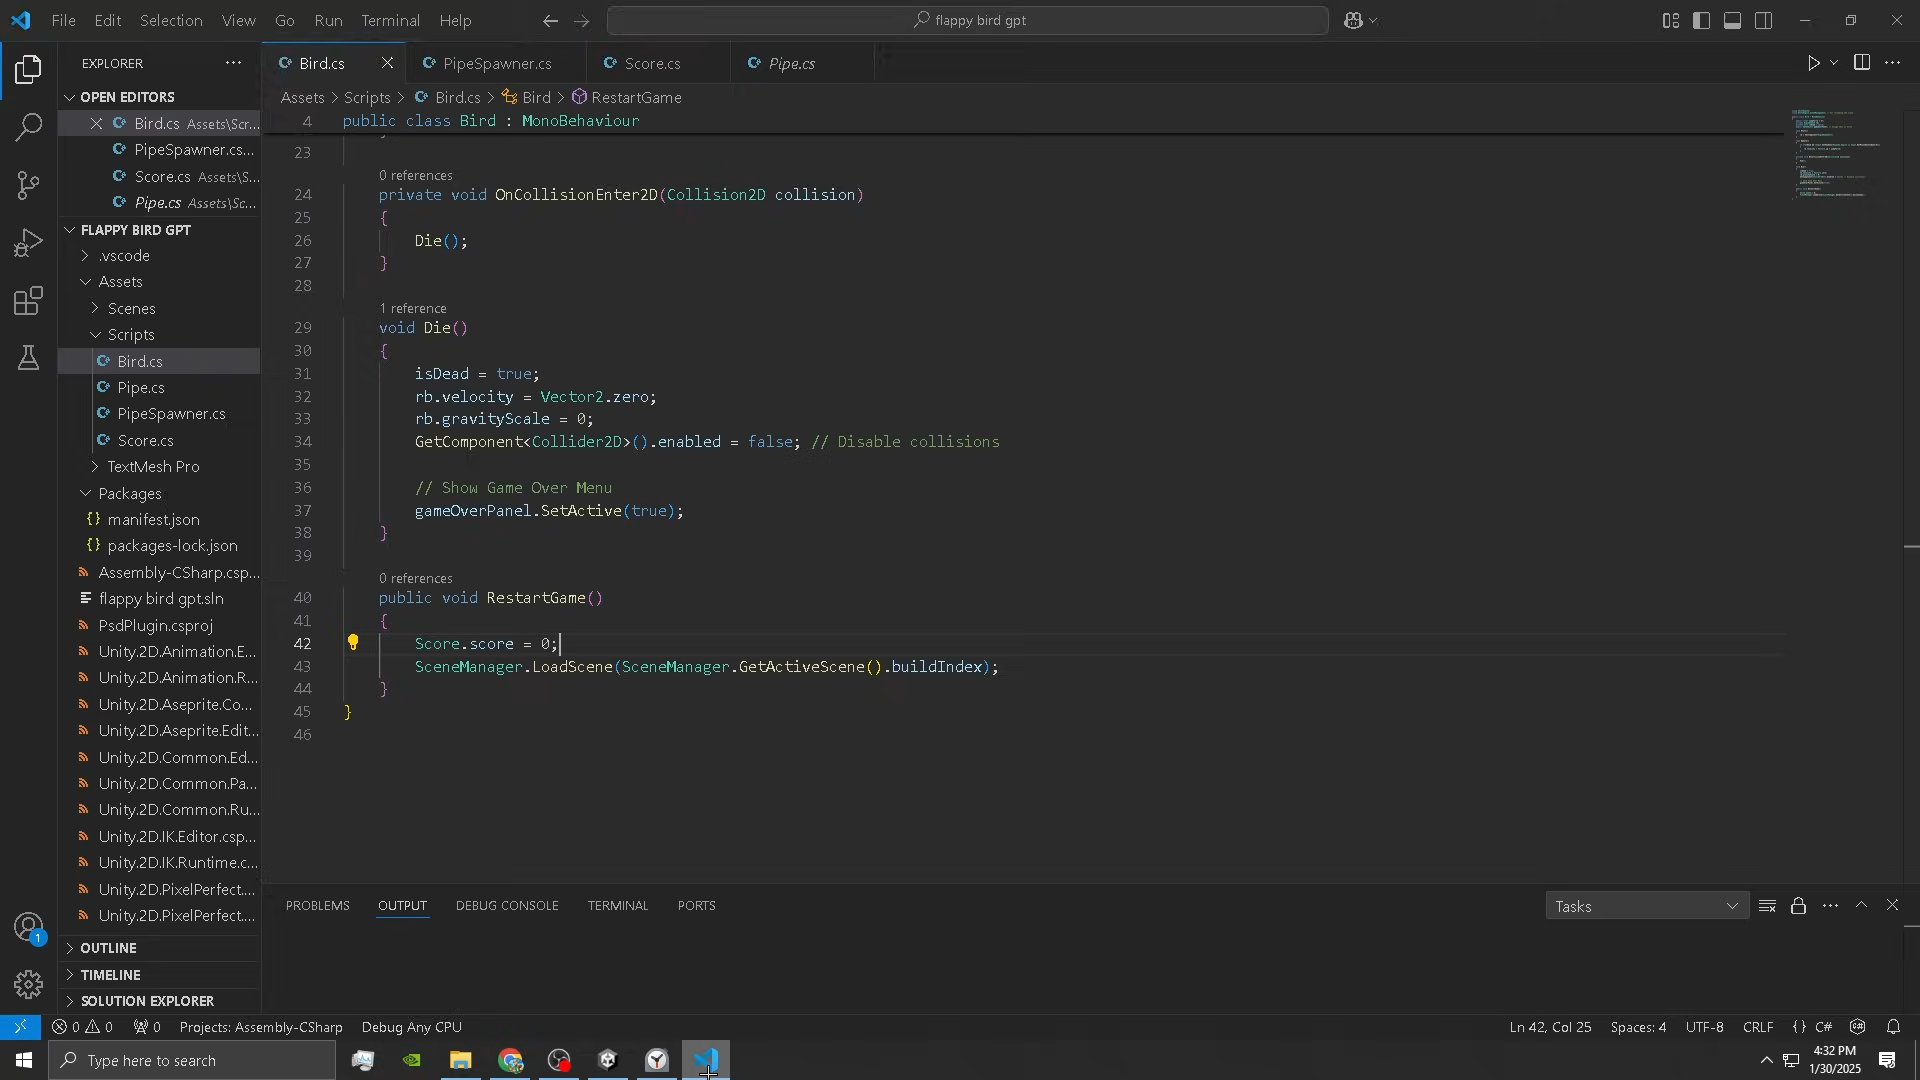 File Edit Selection View Go Run Terminal Help
flappy bird gpt
EXPLORER
Bird.cs
PipeSpawner.cs
Score.cs
Pipe.cs
OPEN EDITORS
Bird.cs Assets\Scr...
PipeSpawner.cs...
Score.cs Assets\S...
Pipe.cs Assets\Sc...
FLAPPY BIRD GPT
.vscode
Assets
Scenes
Scripts
Bird.cs
Pipe.cs
PipeSpawner.cs
Score.cs
TextMesh Pro
Packages
manifest.json
packages-lock.json
Assembly-CSharp.csp...
flappy bird gpt.sln
PsdPlugin.csproj
Unity.2D.Animation.E...
Unity.2D.Animation.R...
Unity.2D.Aseprite.Co...
Unity.2D.Aseprite.Edit...
Unity.2D.Common.Ed...
Unity.2D.Common.Pa...
Unity.2D.Common.Ru...
Unity.2D.IK.Editor.csp...
Unity.2D.IK.Runtime.c...
Unity.2D.PixelPerfect....
Unity.2D.PixelPerfect....
OUTLINE
TIMELINE
SOLUTION EXPLORER
Assets > Scripts > Bird.cs > Bird > RestartGame
4 public class Bird : MonoBehaviour
23
0 references
24 private void OnCollisionEnter2D(Collision2D collision)
25 {
26 Die();
27 }
28
1 reference
29 void Die()
30 {
31 isDead = true;
32 rb.velocity = Vector2.zero;
33 rb.gravityScale = 0;
34 GetComponent<Collider2D>().enabled = false; // Disable collisions
35
36 // Show Game Over Menu
37 gameOverPanel.SetActive(true);
38 }
39
0 references
40 public void RestartGame()
41 {
42 Score.score = 0;
43 SceneManager.LoadScene(SceneManager.GetActiveScene().buildIndex);
44 }
45 }
46
PROBLEMS OUTPUT DEBUG CONSOLE TERMINAL PORTS
Tasks
1
0 0 0 Projects: Assembly-CSharp Debug Any CPU
Ln 42, Col 25 Spaces: 4 UTF-8 CRLF {} C#
Type here to search
4:32 PM
1/30/2025